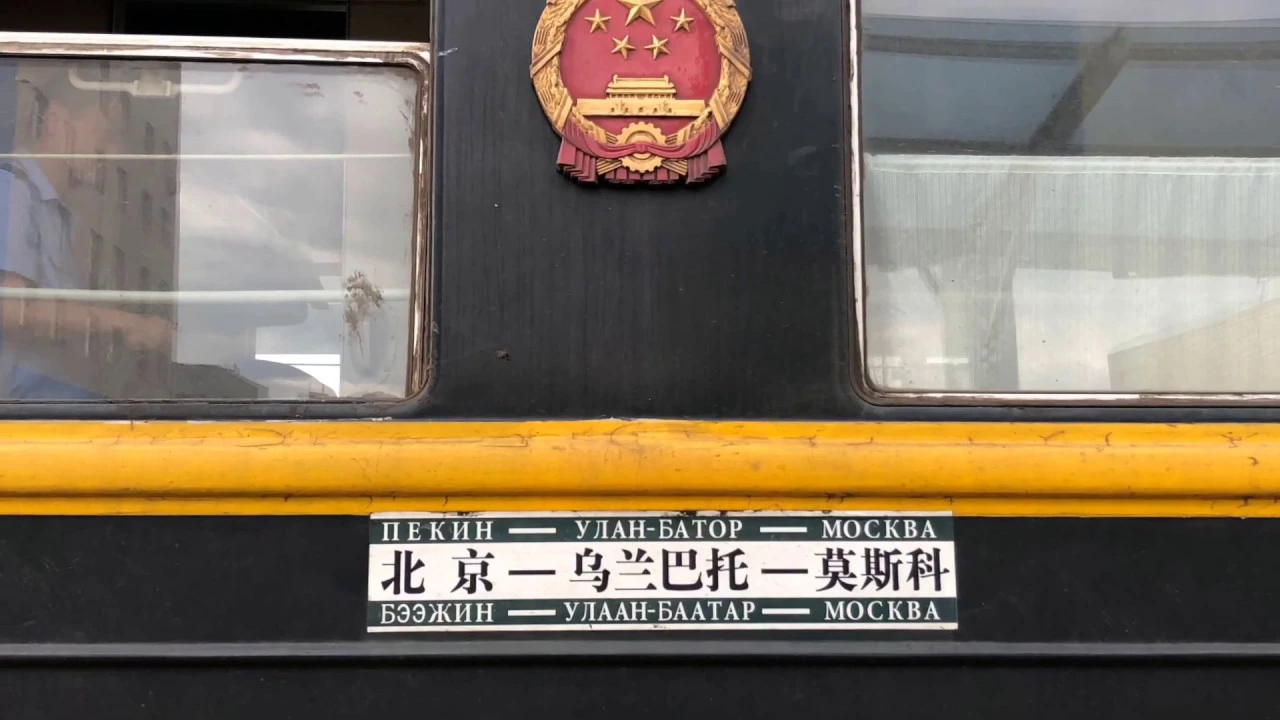 ПЕКИН — УЛАН-БАТОР — МОСКВА
北京—乌兰巴托—莫斯科
БЭЭЖИН — УЛААН-БААТАР — МОСКВА